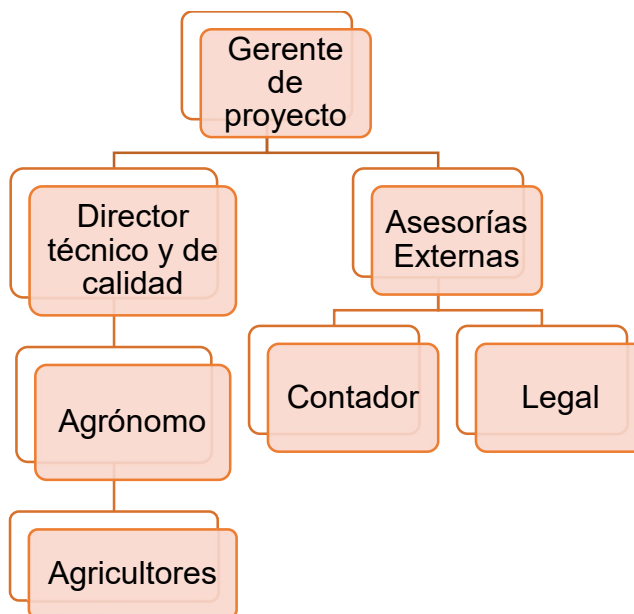 Gerente
de
proyecto
Director
técnico y de
calidad
Asesorías
Externas
Agrónomo
Contador
Legal
Agricultores